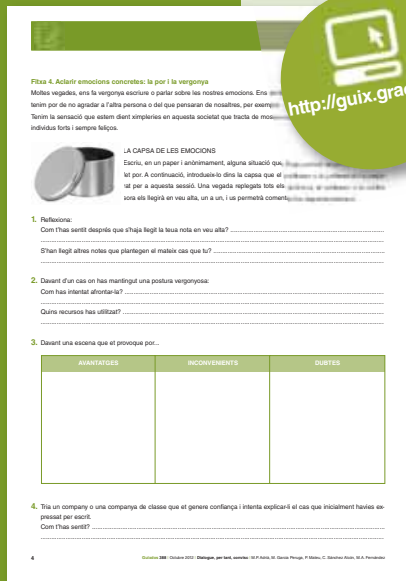 http://guix.grao
Fitxa 4. Aclarir emocions concretes: la por i la vergonya
Moltes vegades, ens fa vergonya escriure o parlar sobre les nostres emocions. Ens
tenim por de no agradar a l'altra persona o del que pensaran de nosaltres, per exemp
Tenim la sensació que estem dient ximpleries en aquesta societat que tracta de mos
individus forts i sempre feliços.
LA CAPSA DE LES EMOCIONS
Escriu, en un paper i anònimament, alguna situació que,
let por. A continuació, introdueix-lo dins la capsa que el
at per a aquesta sessió. Una vegada replegats tots els
sora els llegirà en veu alta, un a un, i us permetrà coment
1. Reflexiona:
Com t'has sentit després que s'haja llegit la teua nota en veu alta?
S'han llegit altres notes que plantegen el mateix cas que tu?
2. Davant d'un cas on has mantingut una postura vergonyosa:
Com has intentat afrontar-la?
Quins recursos has utilitzat?
3. Davant una escena que et provoque por...
AVANTATGES INCONVENIENTS DUBTES
4. Tria un company o una companya de classe que et genere confiança i intenta explicar-li el cas que inicialment havies ex-
pressat per escrit.
Com t'has sentit?
4